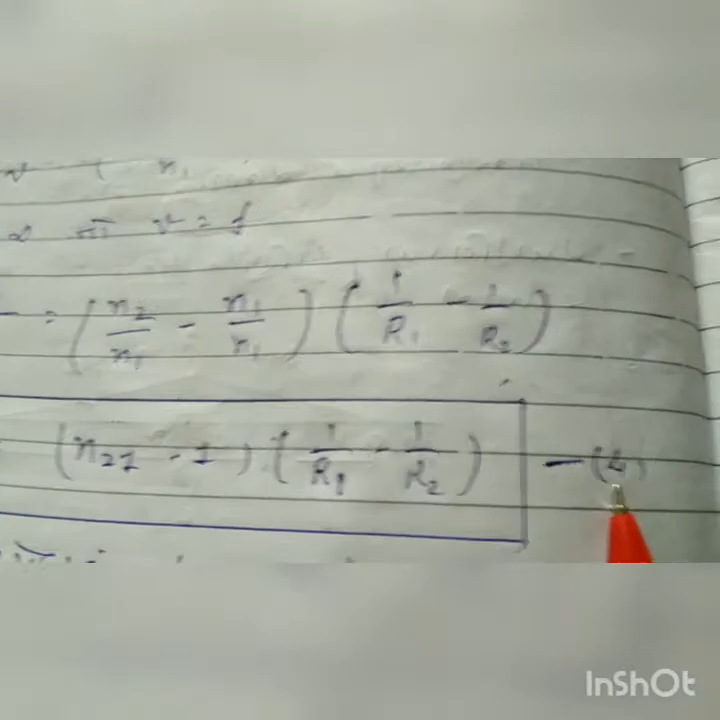 v = f
= (n₂/n₁ - n₁/n₁) (1/R₁ - 1/R₂)
(n₂₁ - 1) (1/R₁ - 1/R₂) - (4)
InShOt